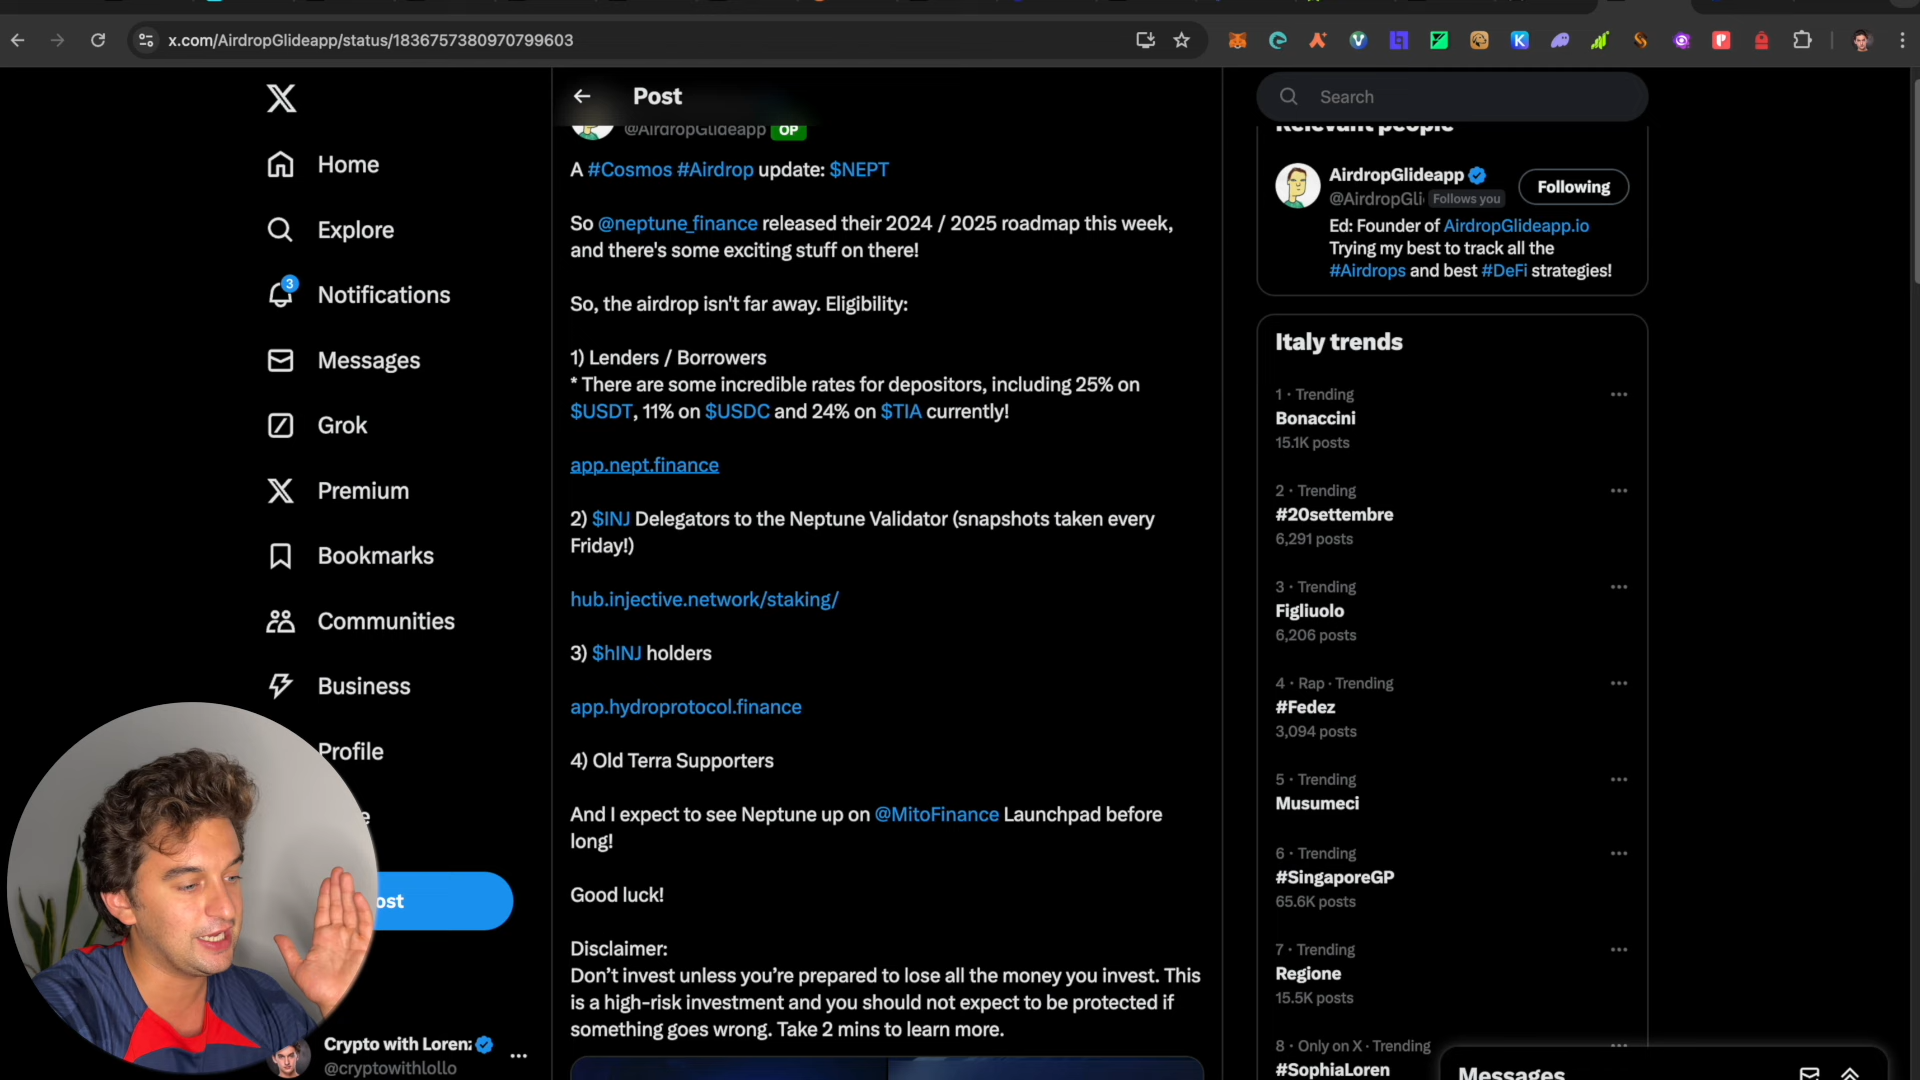 x.com/AirdropGlideapp/status/1836757380970799603
Home
Explore
3
Notifications
Messages
Grok
Premium
Bookmarks
Communities
Business
Profile
ost
Crypto with Loren
@cryptowithlollo
Post
@AirdropGlideapp OP
A #Cosmos #Airdrop update: $NEPT
So @neptune_finance released their 2024 / 2025 roadmap this week,
and there's some exciting stuff on there!
So, the airdrop isn't far away. Eligibility:
1) Lenders / Borrowers
* There are some incredible rates for depositors, including 25% on
$USDT, 11% on $USDC and 24% on $TIA currently!
app.nept.finance
2) $INJ Delegators to the Neptune Validator (snapshots taken every
Friday!)
hub.injective.network/staking/
3) $hINJ holders
app.hydroprotocol.finance
4) Old Terra Supporters
And I expect to see Neptune up on @MitoFinance Launchpad before
long!
Good luck!
Disclaimer:
Don’t invest unless you’re prepared to lose all the money you invest. This
is a high-risk investment and you should not expect to be protected if
something goes wrong. Take 2 mins to learn more.
Search
Relevant people
AirdropGlideapp
@AirdropGli Follows you
Following
Ed: Founder of AirdropGlideapp.io
Trying my best to track all the
#Airdrops and best #DeFi strategies!
Italy trends
1 · Trending
Bonaccini
15.1K posts
2 · Trending
#20settembre
6,291 posts
3 · Trending
Figliuolo
6,206 posts
4 · Rap · Trending
#Fedez
3,094 posts
5 · Trending
Musumeci
6 · Trending
#SingaporeGP
65.6K posts
7 · Trending
Regione
15.5K posts
8 · Only on X · Trending
#SophiaLoren
Messages